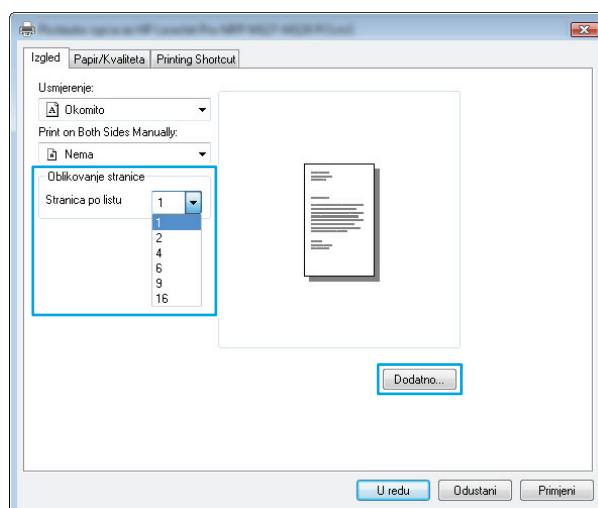 Izgled
Papir/Kvaliteta
Printing Shortcut
Usmjerenje:
A Okomito
Print on Both Sides Manually:
Nema
Oblikovanje stranice
Stranica po listu
1
1
2
4
6
9
16
Dodatno...
U redu
Odustani
Primjeni